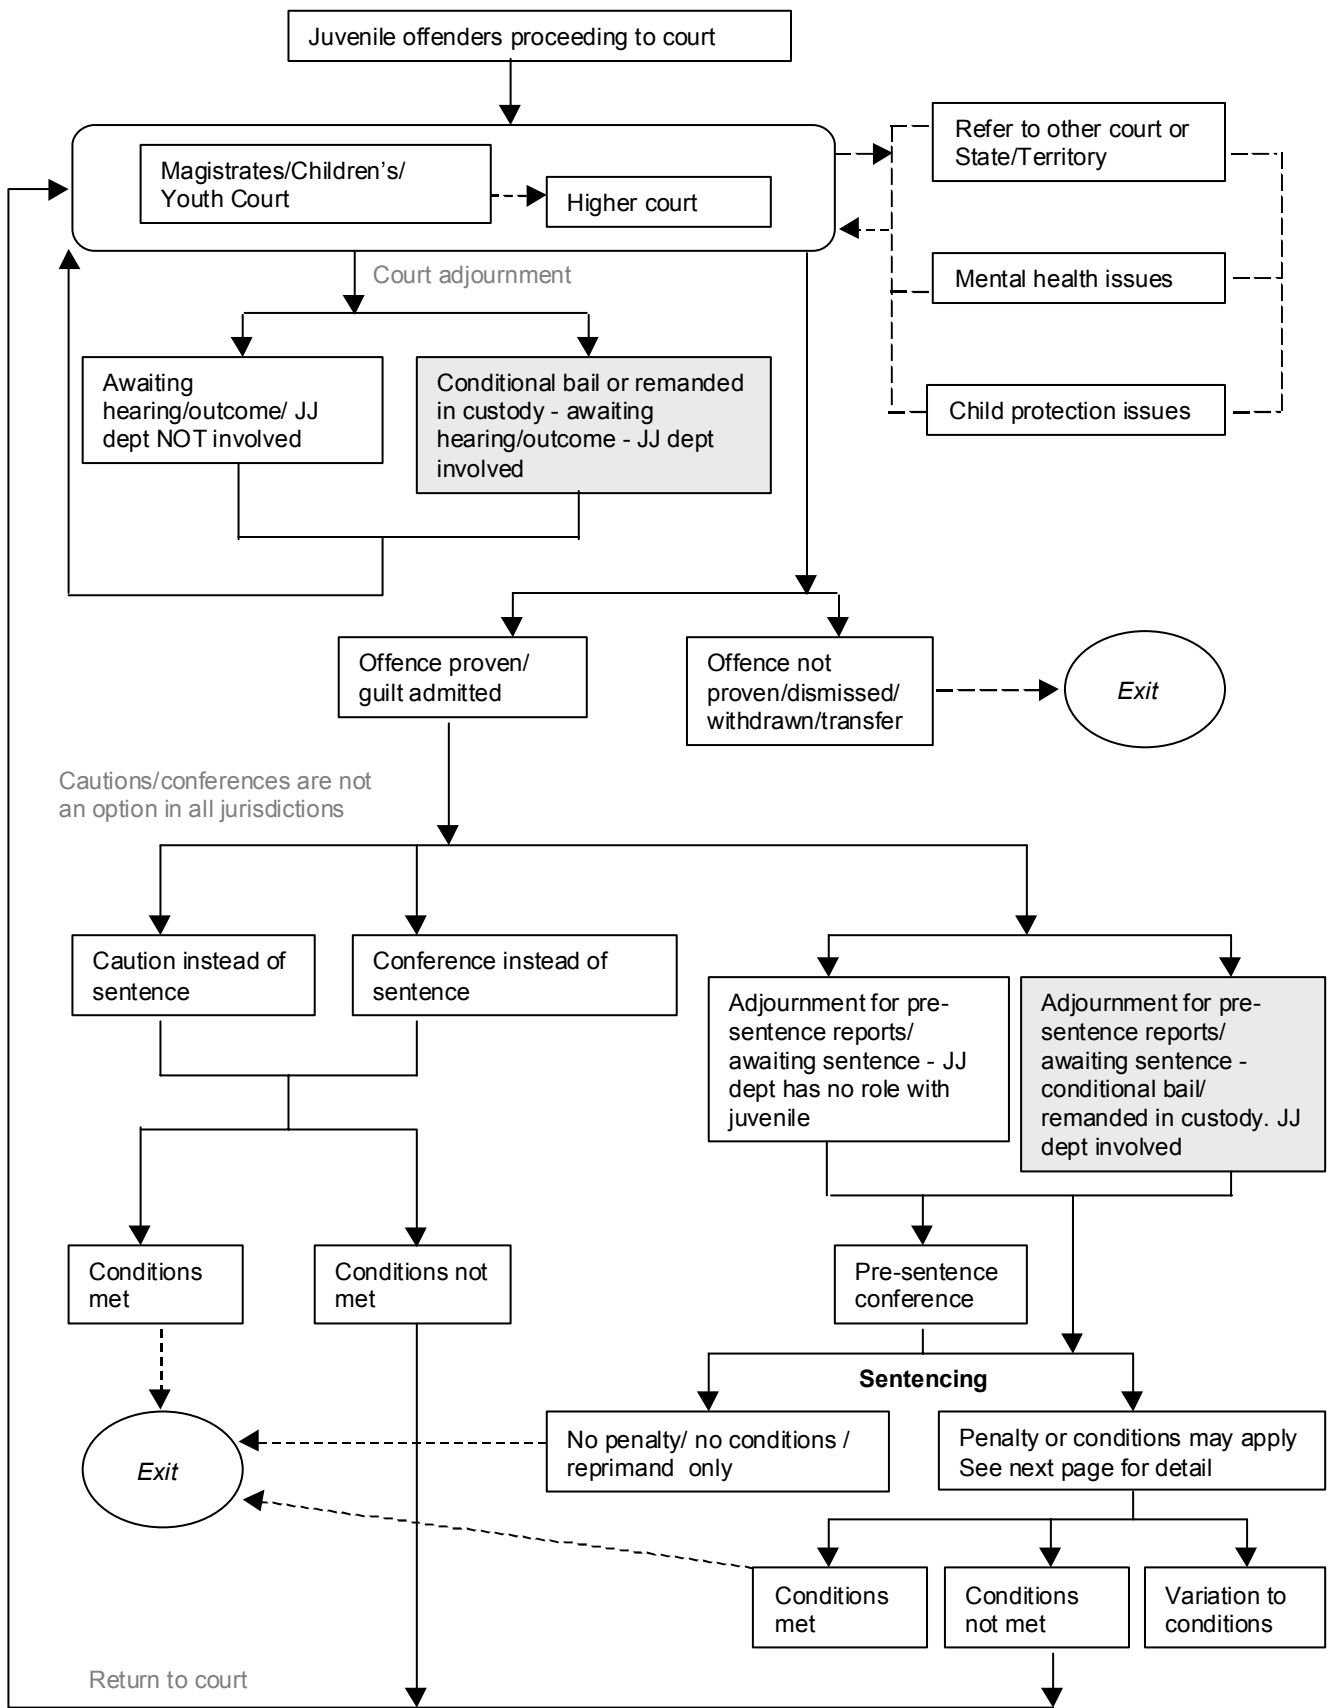 Juvenile offenders proceeding to court
Magistrates/Children's/
Youth Court
Higher court
Refer to other court or
State/Territory
Mental health issues
Child protection issues
Court adjournment
Awaiting
hearing/outcome/ JJ
dept NOT involved
Conditional bail or remanded
in custody - awaiting
hearing/outcome - JJ dept
involved
Offence proven/
guilt admitted
Offence not
proven/dismissed/
withdrawn/transfer
Exit
Cautions/conferences are not
an option in all jurisdictions
Caution instead of
sentence
Conference instead of
sentence
Adjournment for pre-
sentence reports/
awaiting sentence - JJ
dept has no role with
juvenile
Adjournment for pre-
sentence reports/
awaiting sentence -
conditional bail/
remanded in custody. JJ
dept involved
Conditions
met
Conditions not
met
Pre-sentence
conference
Sentencing
Exit
No penalty/ no conditions /
reprimand only
Penalty or conditions may apply
See next page for detail
Conditions
met
Conditions
not met
Variation to
conditions
Return to court